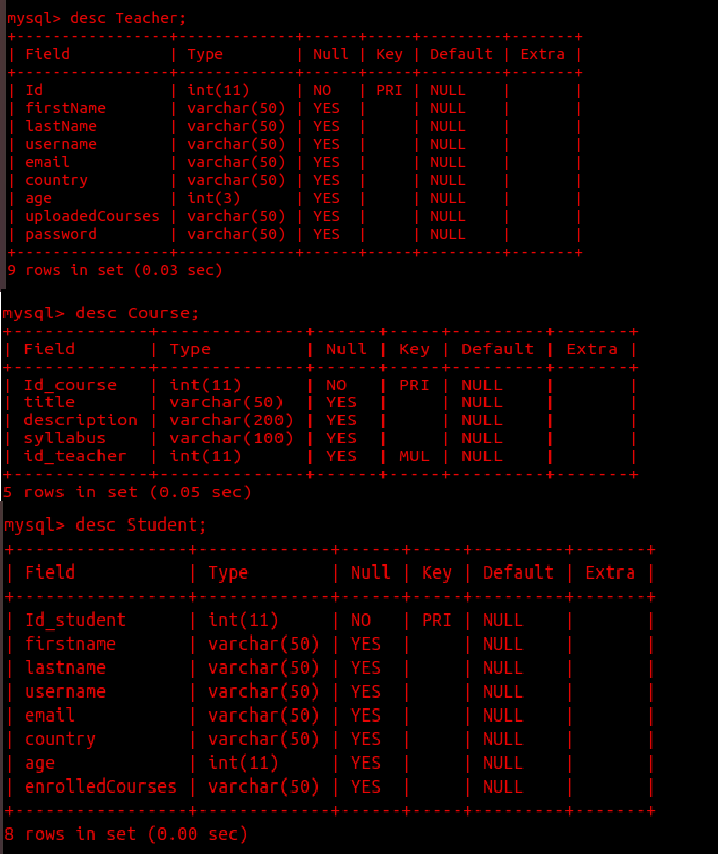 mysql> desc Teacher;
+------------------+-------------+------+-----+---------+-------+
| Field            | Type        | Null | Key | Default | Extra |
+------------------+-------------+------+-----+---------+-------+
| Id               | int(11)     | NO   | PRI | NULL    |       |
| firstName        | varchar(50) | YES  |     | NULL    |       |
| lastName         | varchar(50) | YES  |     | NULL    |       |
| username         | varchar(50) | YES  |     | NULL    |       |
| email            | varchar(50) | YES  |     | NULL    |       |
| country          | varchar(50) | YES  |     | NULL    |       |
| age              | int(3)      | YES  |     | NULL    |       |
| uploadedCourses  | varchar(50) | YES  |     | NULL    |       |
| password         | varchar(50) | YES  |     | NULL    |       |
+------------------+-------------+------+-----+---------+-------+
9 rows in set (0.03 sec)
mysql> desc Course;
+-------------+--------------+------+-----+---------+-------+
| Field       | Type         | Null | Key | Default | Extra |
+-------------+--------------+------+-----+---------+-------+
| Id_course   | int(11)      | NO   | PRI | NULL    |       |
| title       | varchar(50)  | YES  |     | NULL    |       |
| description | varchar(200) | YES  |     | NULL    |       |
| syllabus    | varchar(100) | YES  |     | NULL    |       |
| id_teacher  | int(11)      | YES  | MUL | NULL    |       |
+-------------+--------------+------+-----+---------+-------+
5 rows in set (0.05 sec)
mysql> desc Student;
+-----------------+-------------+------+-----+---------+-------+
| Field           | Type        | Null | Key | Default | Extra |
+-----------------+-------------+------+-----+---------+-------+
| Id_student      | int(11)     | NO   | PRI | NULL    |       |
| firstname       | varchar(50) | YES  |     | NULL    |       |
| lastname        | varchar(50) | YES  |     | NULL    |       |
| username        | varchar(50) | YES  |     | NULL    |       |
| email           | varchar(50) | YES  |     | NULL    |       |
| country         | varchar(50) | YES  |     | NULL    |       |
| age             | int(11)     | YES  |     | NULL    |       |
| enrolledCourses | varchar(50) | YES  |     | NULL    |       |
+-----------------+-------------+------+-----+---------+-------+
8 rows in set (0.00 sec)